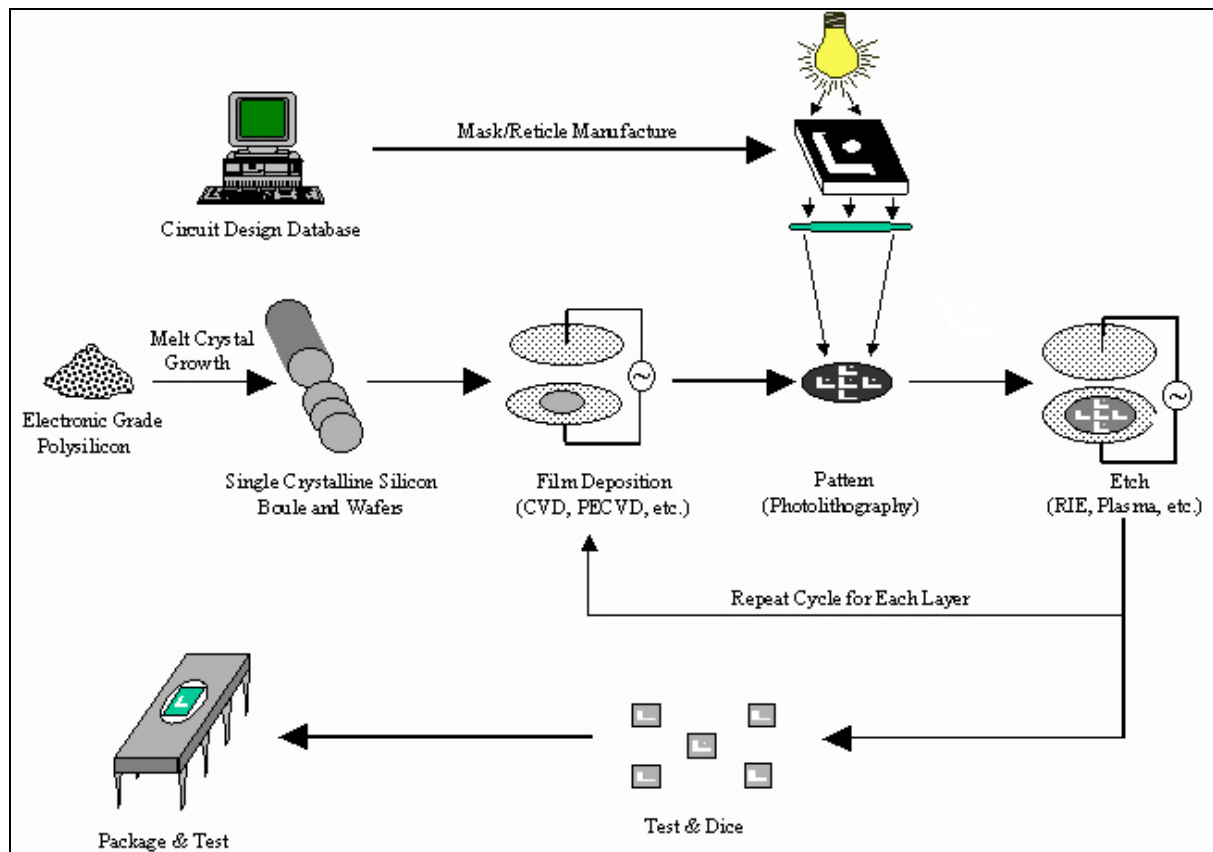 Mask/Reticle Manufacture
Circuit Design Database
Melt Crystal
Growth
Electronic Grade
Polysilicon
Single Crystalline Silicon
Boule and Wafers
Film Deposition
(CVD, PECVD, etc.)
Pattern
(Photolithography)
Etch
(RIE, Plasma, etc.)
Repeat Cycle for Each Layer
Test & Dice
Package & Test